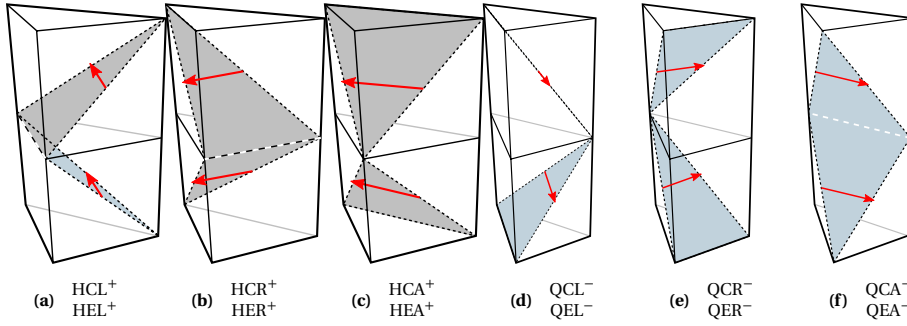 (a) HCL⁺
HEL⁺
(b) HCR⁺
HER⁺
(c) HCA⁺
HEA⁺
(d) QCL⁻
QEL⁻
(e) QCR⁻
QER⁻
(f) QCA⁻
QEA⁻